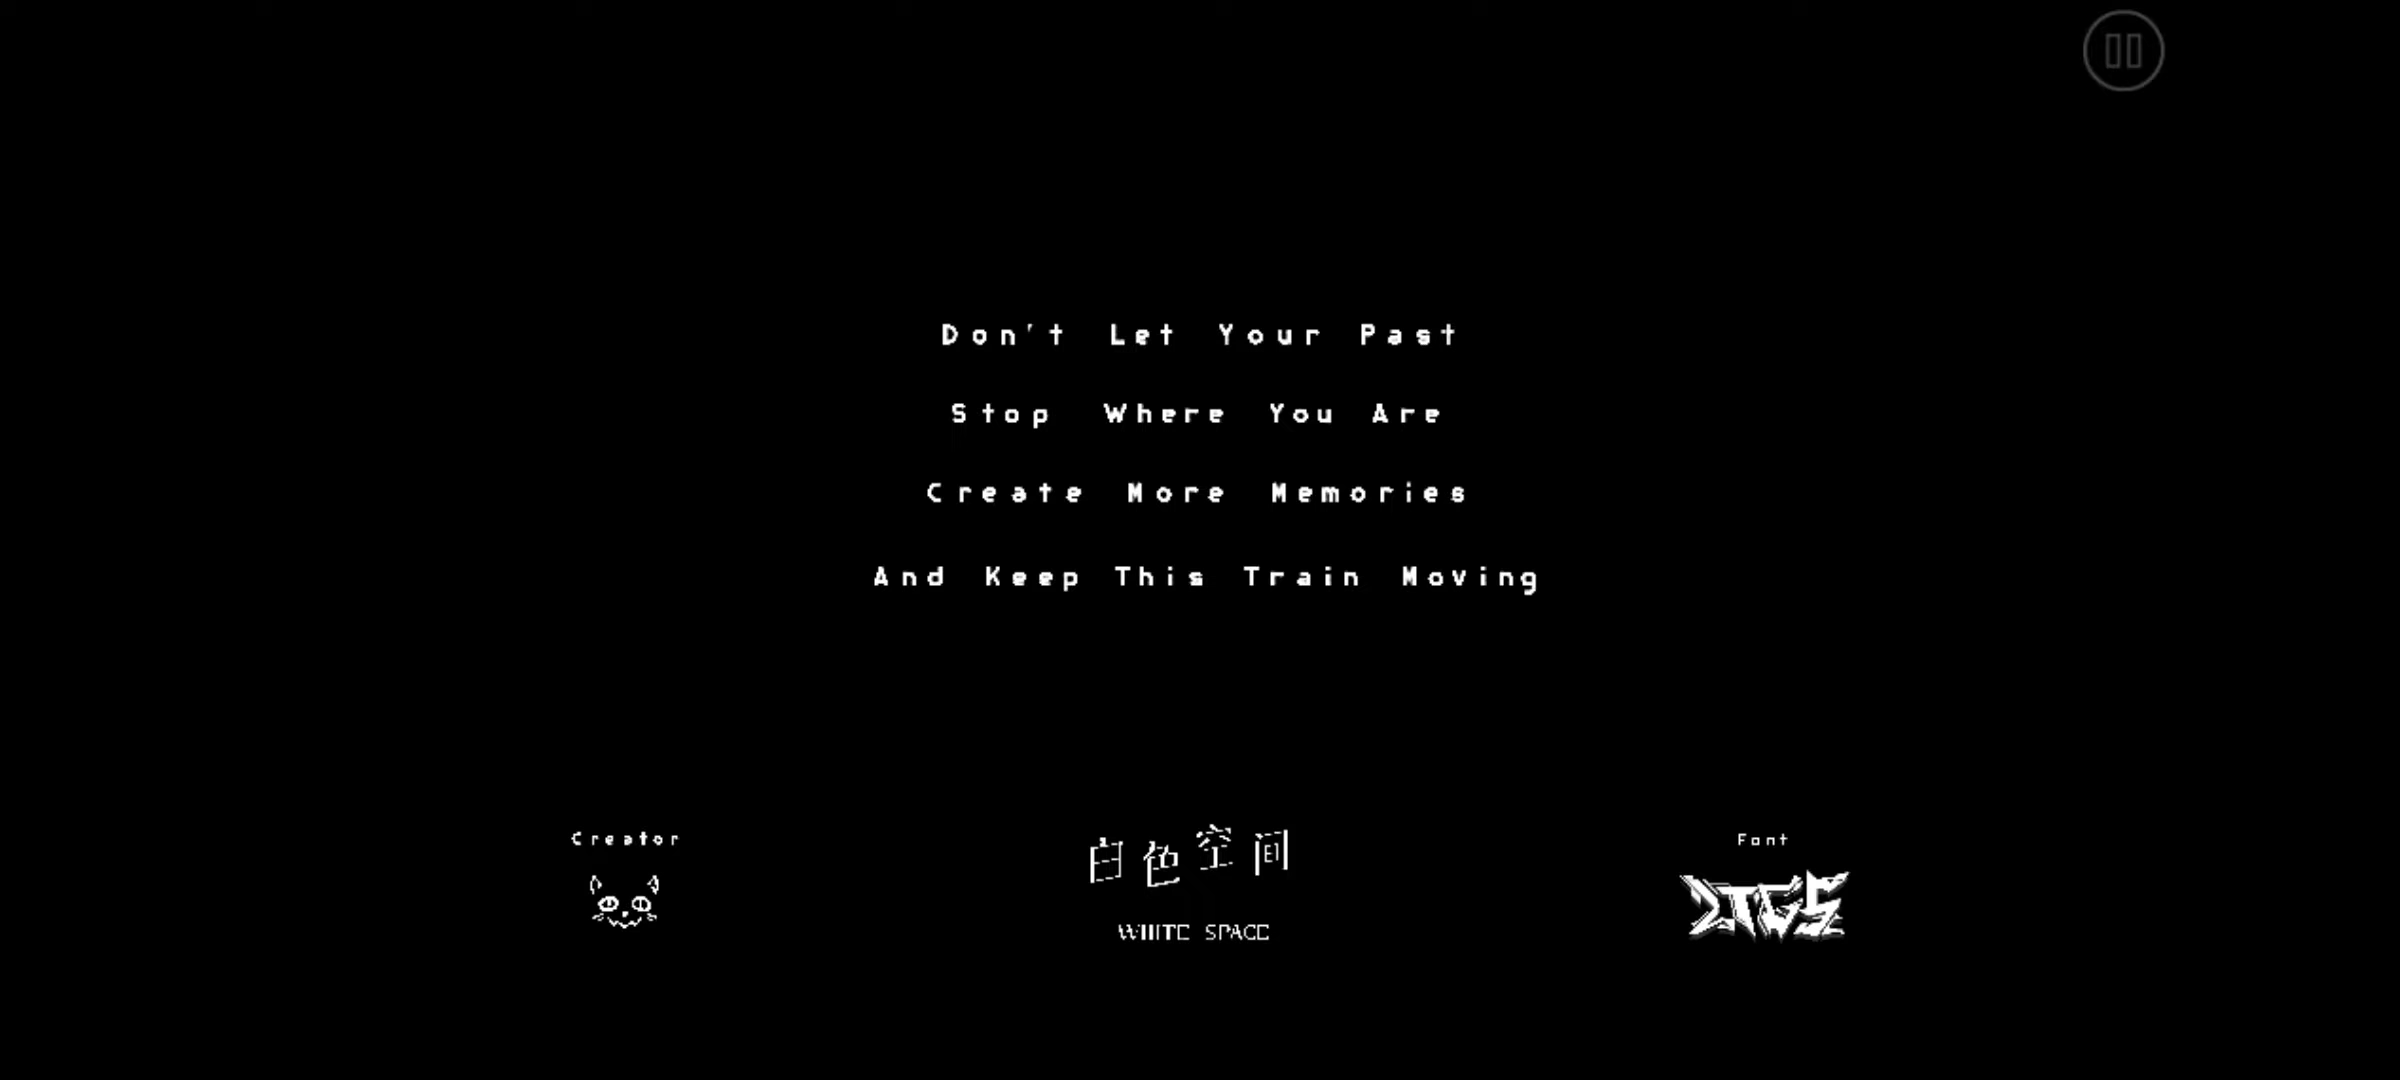 Don't Let Your Past
Stop Where You Are
Create More Memories
And Keep This Train Moving
Creator
白色空间
WHITE SPACE
Font